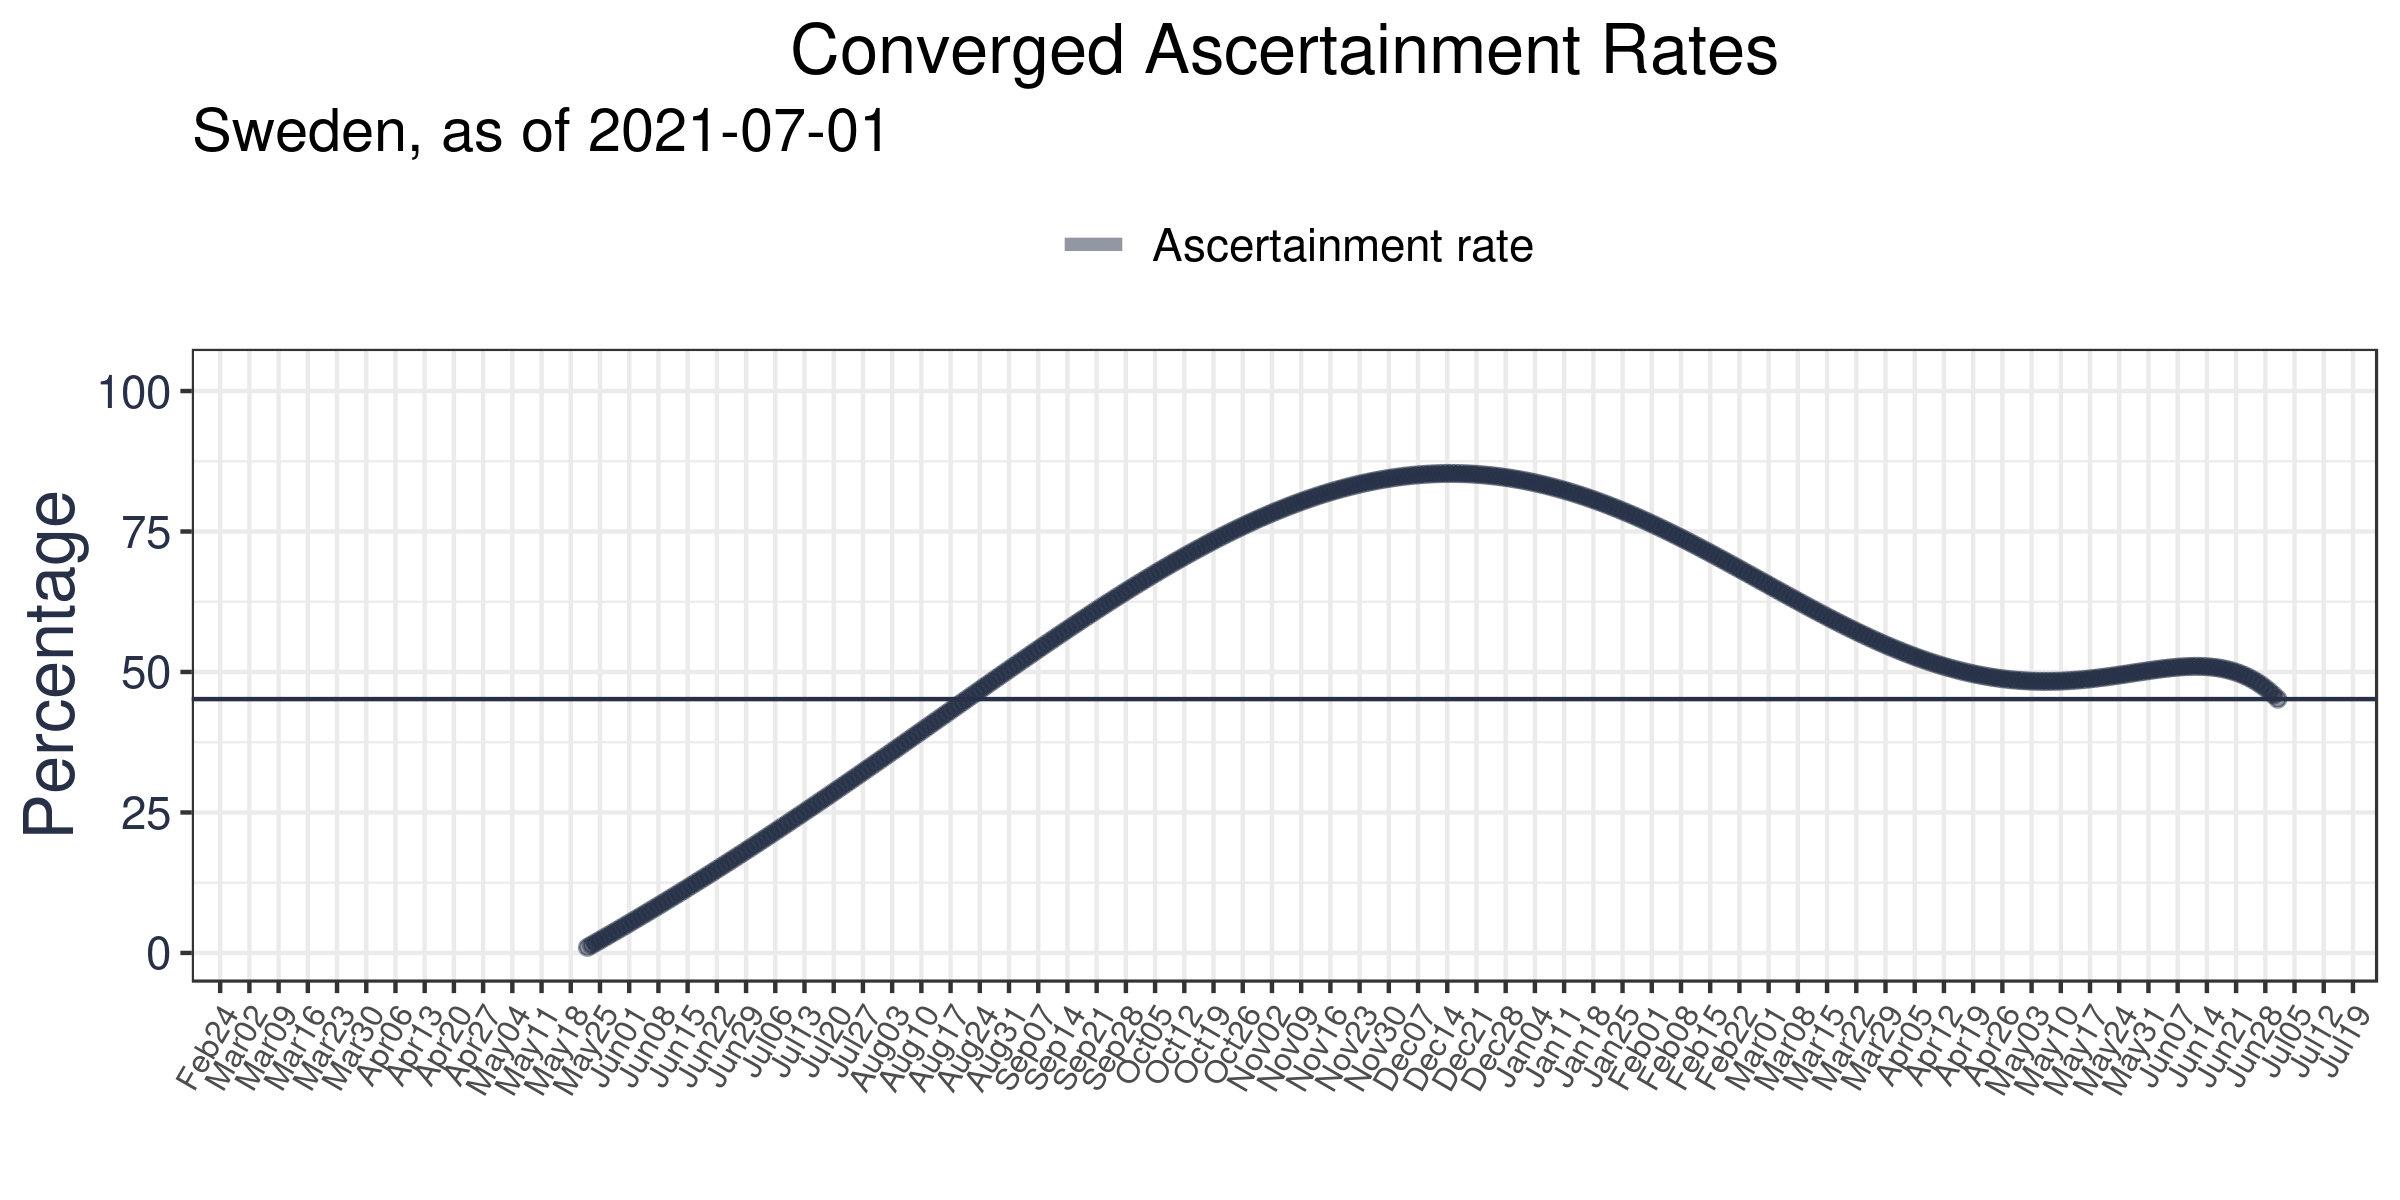 Converged Ascertainment Rates
Sweden, as of 2021-07-01
Ascertainment rate
Percentage
100
75
50
25
0
Feb24
Mar02
Mar09
Mar16
Mar23
Mar30
Apr06
Apr13
Apr20
Apr27
May04
May11
May18
May25
Jun01
Jun08
Jun15
Jun22
Jun29
Jul06
Jul13
Jul20
Jul27
Aug03
Aug10
Aug17
Aug24
Aug31
Sep07
Sep14
Sep21
Sep28
Oct05
Oct12
Oct19
Oct26
Nov02
Nov09
Nov16
Nov23
Nov30
Dec07
Dec14
Dec21
Dec28
Jan04
Jan11
Jan18
Jan25
Feb01
Feb08
Feb15
Feb22
Mar01
Mar08
Mar15
Mar22
Mar29
Apr05
Apr12
Apr19
Apr26
May03
May10
May17
May24
May31
Jun07
Jun14
Jun21
Jun28
Jul05
Jul12
Jul19